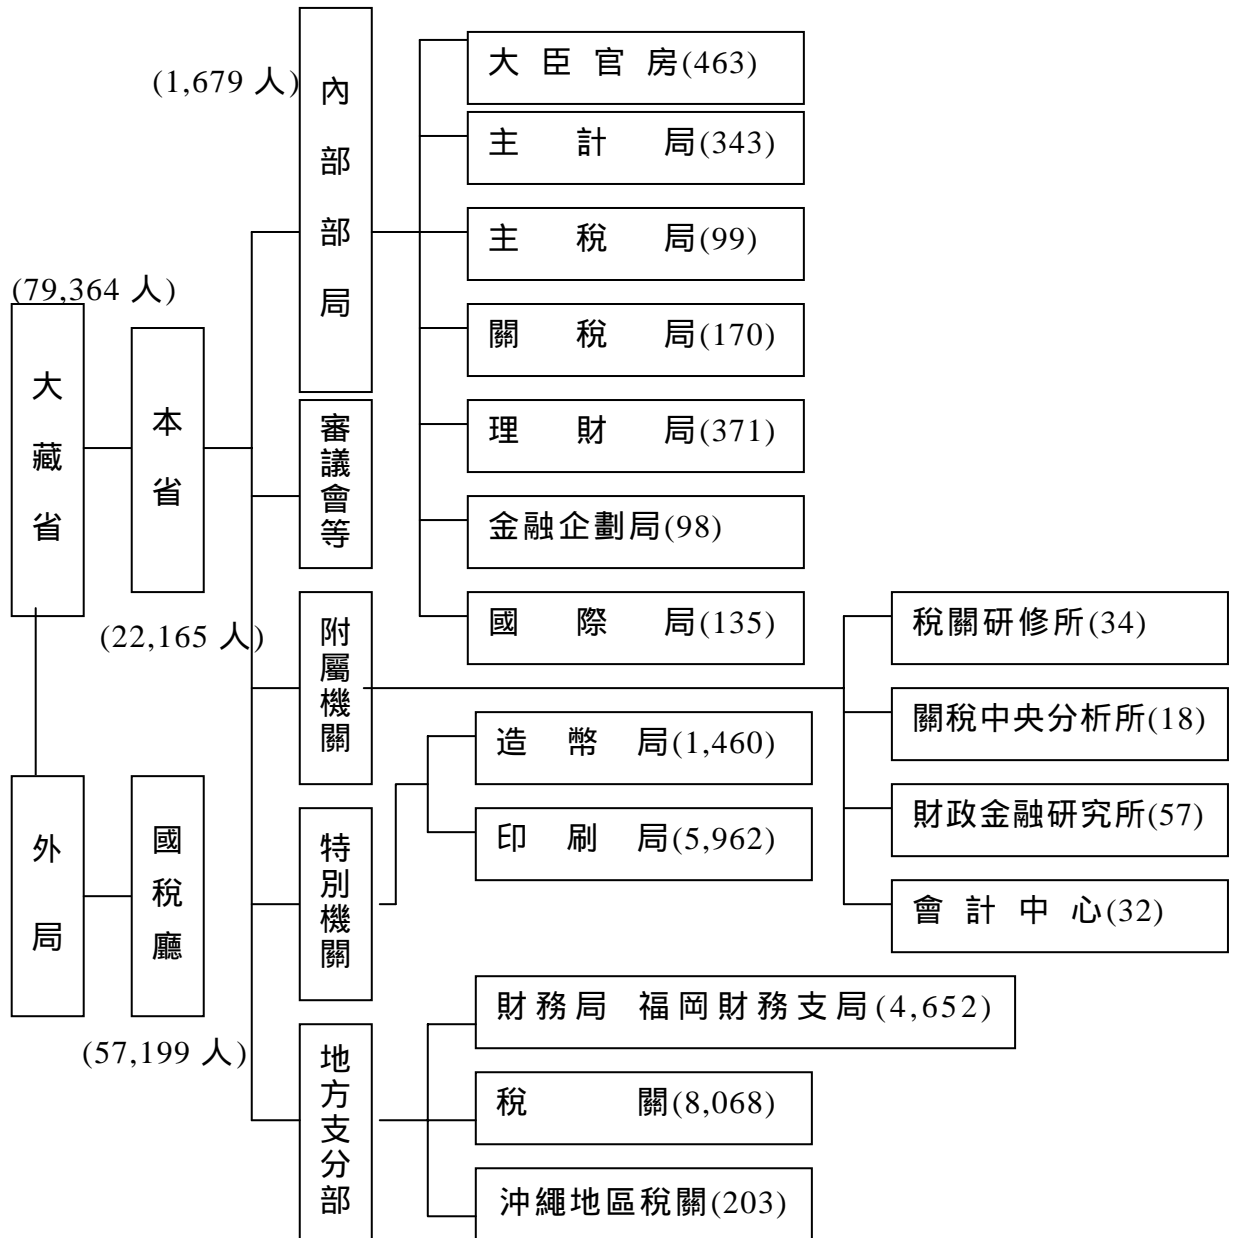 (79,364 人)
大藏省
本省
(22,165 人)
外局
國稅廳
(57,199 人)
(1,679 人)
內部部局
大臣官房(463)
主計局(343)
主稅局(99)
關稅局(170)
理財局(371)
金融企劃局(98)
國際局(135)
審議會等
附屬機關
稅關研修所(34)
關稅中央分析所(18)
財政金融研究所(57)
會計中心(32)
特別機關
造幣局(1,460)
印刷局(5,962)
地方支分部
財務局 福岡財務支局(4,652)
稅關(8,068)
沖繩地區稅關(203)